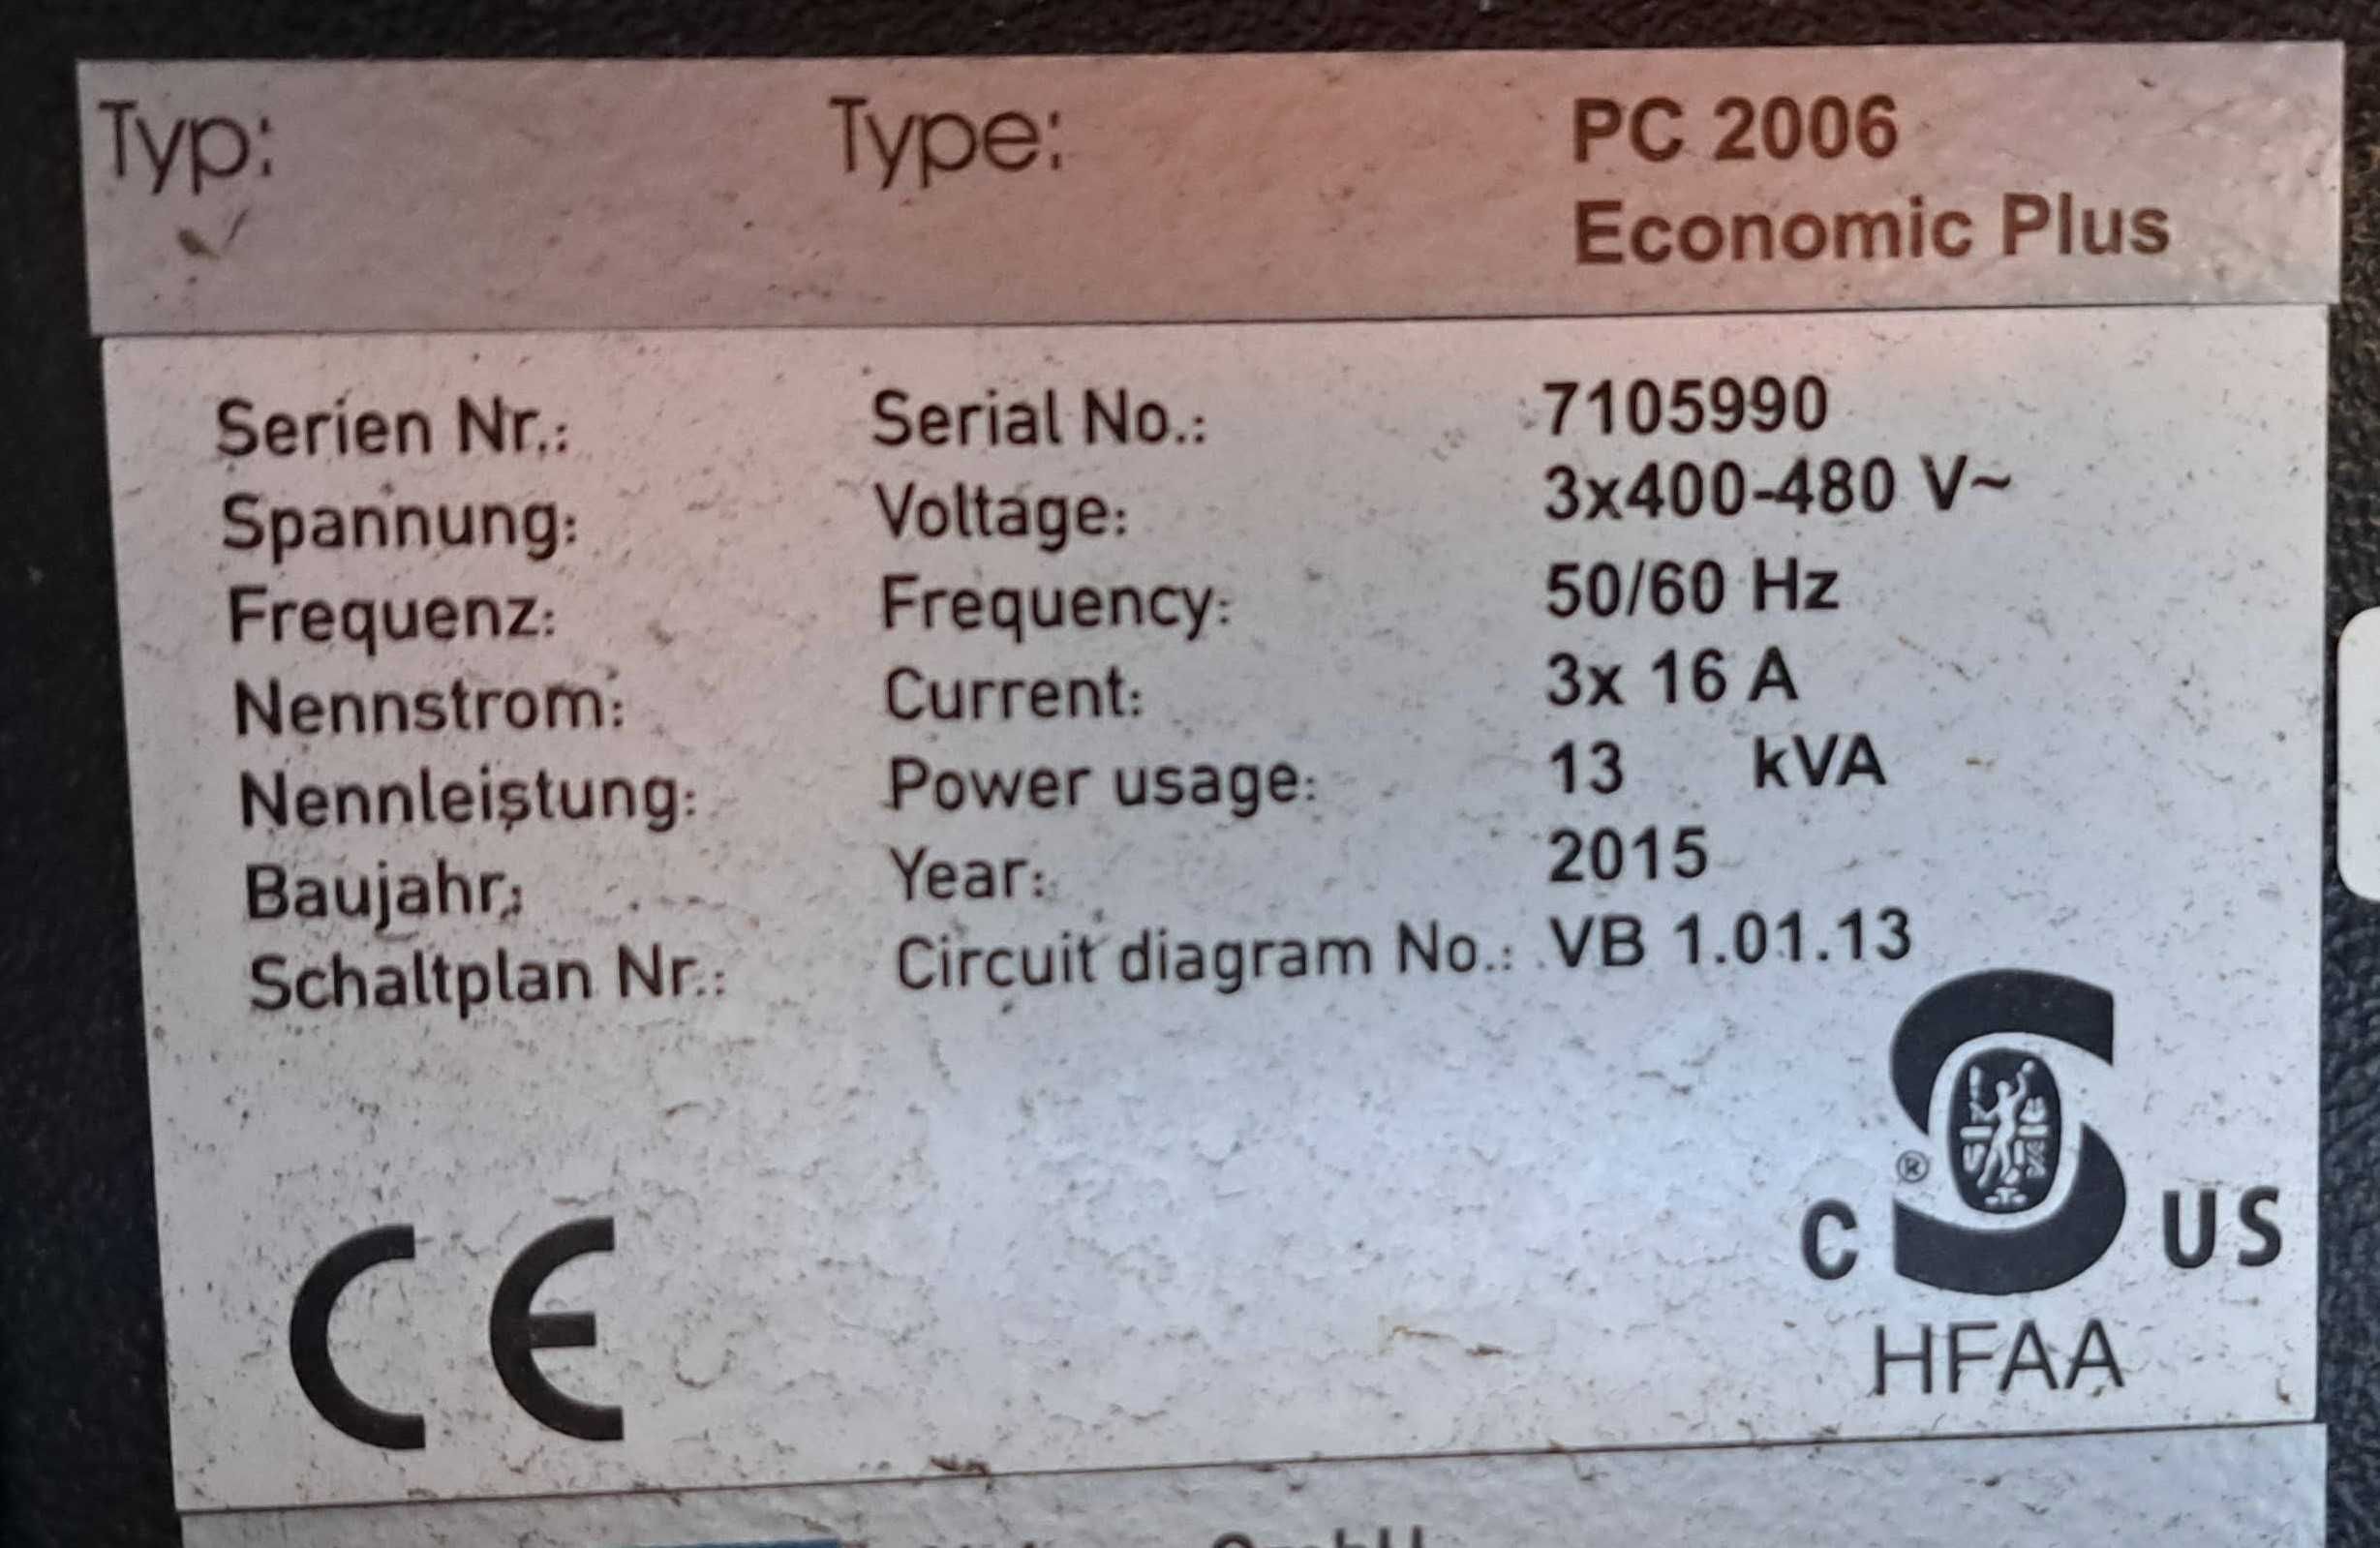 Typ: Type: PC 2006
Economic Plus
Serien Nr.: Serial No.: 7105990
Spannung: Voltage: 3x400-480 V~
Frequenz: Frequency: 50/60 Hz
Nennstrom: Current: 3x 16 A
Nennleistung: Power usage: 13 kVA
Baujahr: Year: 2015
Schaltplan Nr.: Circuit diagram No.: VB 1.01.13
CE
C ® US
HFAA
GmbH